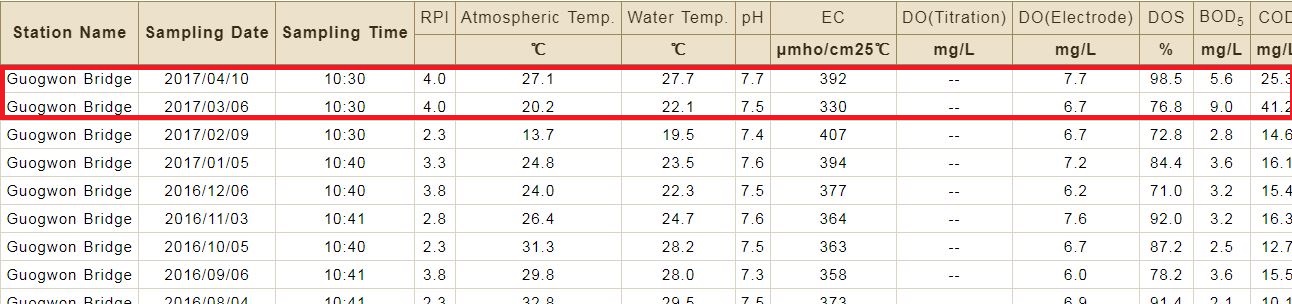 Station Name Sampling Date Sampling Time RPI Atmospheric Temp. Water Temp. pH EC DO(Titration) DO(Electrode) DOS BOD5 COD
℃ ℃ μmho/cm25℃ mg/L mg/L % mg/L mg/L
Guogwon Bridge 2017/04/10 10:30 4.0 27.1 27.7 7.7 392 -- 7.7 98.5 5.6 25.3
Guogwon Bridge 2017/03/06 10:30 4.0 20.2 22.1 7.5 330 -- 6.7 76.8 9.0 41.2
Guogwon Bridge 2017/02/09 10:30 2.3 13.7 19.5 7.4 407 -- 6.7 72.8 2.8 14.6
Guogwon Bridge 2017/01/05 10:40 3.3 24.8 23.5 7.6 394 -- 7.2 84.4 3.6 16.1
Guogwon Bridge 2016/12/06 10:40 3.8 24.0 22.3 7.5 377 -- 6.2 71.0 3.2 15.4
Guogwon Bridge 2016/11/03 10:41 2.8 26.4 24.7 7.6 364 -- 7.6 92.0 3.2 16.3
Guogwon Bridge 2016/10/05 10:40 2.3 31.3 28.2 7.5 363 -- 6.7 87.2 2.5 12.7
Guogwon Bridge 2016/09/06 10:41 3.8 29.8 28.0 7.3 358 -- 6.0 78.2 3.6 15.5
Guogwon Bridge 2016/08/04 10:41 2.3 32.8 29.5 7.5 373 -- 6.9 91.4 2.1 10.1